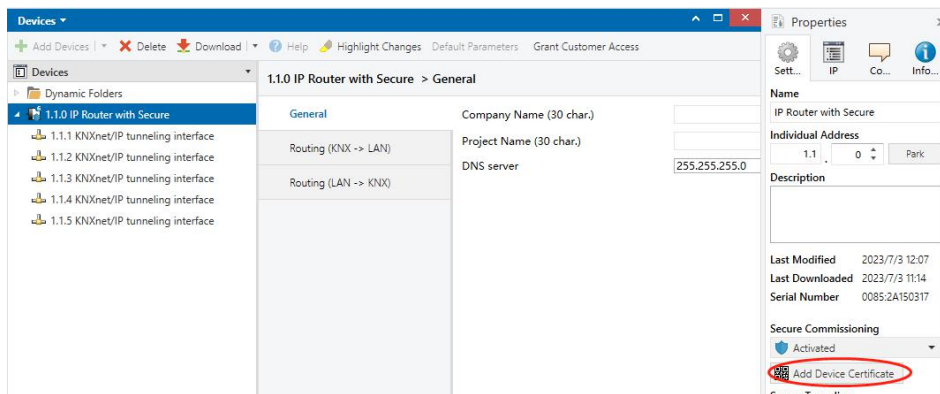 Devices
Add Devices Delete Download Help Highlight Changes Default Parameters Grant Customer Access
Devices
Dynamic Folders
1.1.0 IP Router with Secure
1.1.1 KNXnet/IP tunneling interface
1.1.2 KNXnet/IP tunneling interface
1.1.3 KNXnet/IP tunneling interface
1.1.4 KNXnet/IP tunneling interface
1.1.5 KNXnet/IP tunneling interface
1.1.0 IP Router with Secure > General
General
Routing (KNX -> LAN)
Routing (LAN -> KNX)
Company Name (30 char.)
Project Name (30 char.)
DNS server 255.255.255.0
Properties
Sett... IP Co... Info...
Name
IP Router with Secure
Individual Address
1.1 . 0 Park
Description
Last Modified 2023/7/3 12:07
Last Downloaded 2023/7/3 11:14
Serial Number 0085:2A150317
Secure Commissioning
Activated
Add Device Certificate